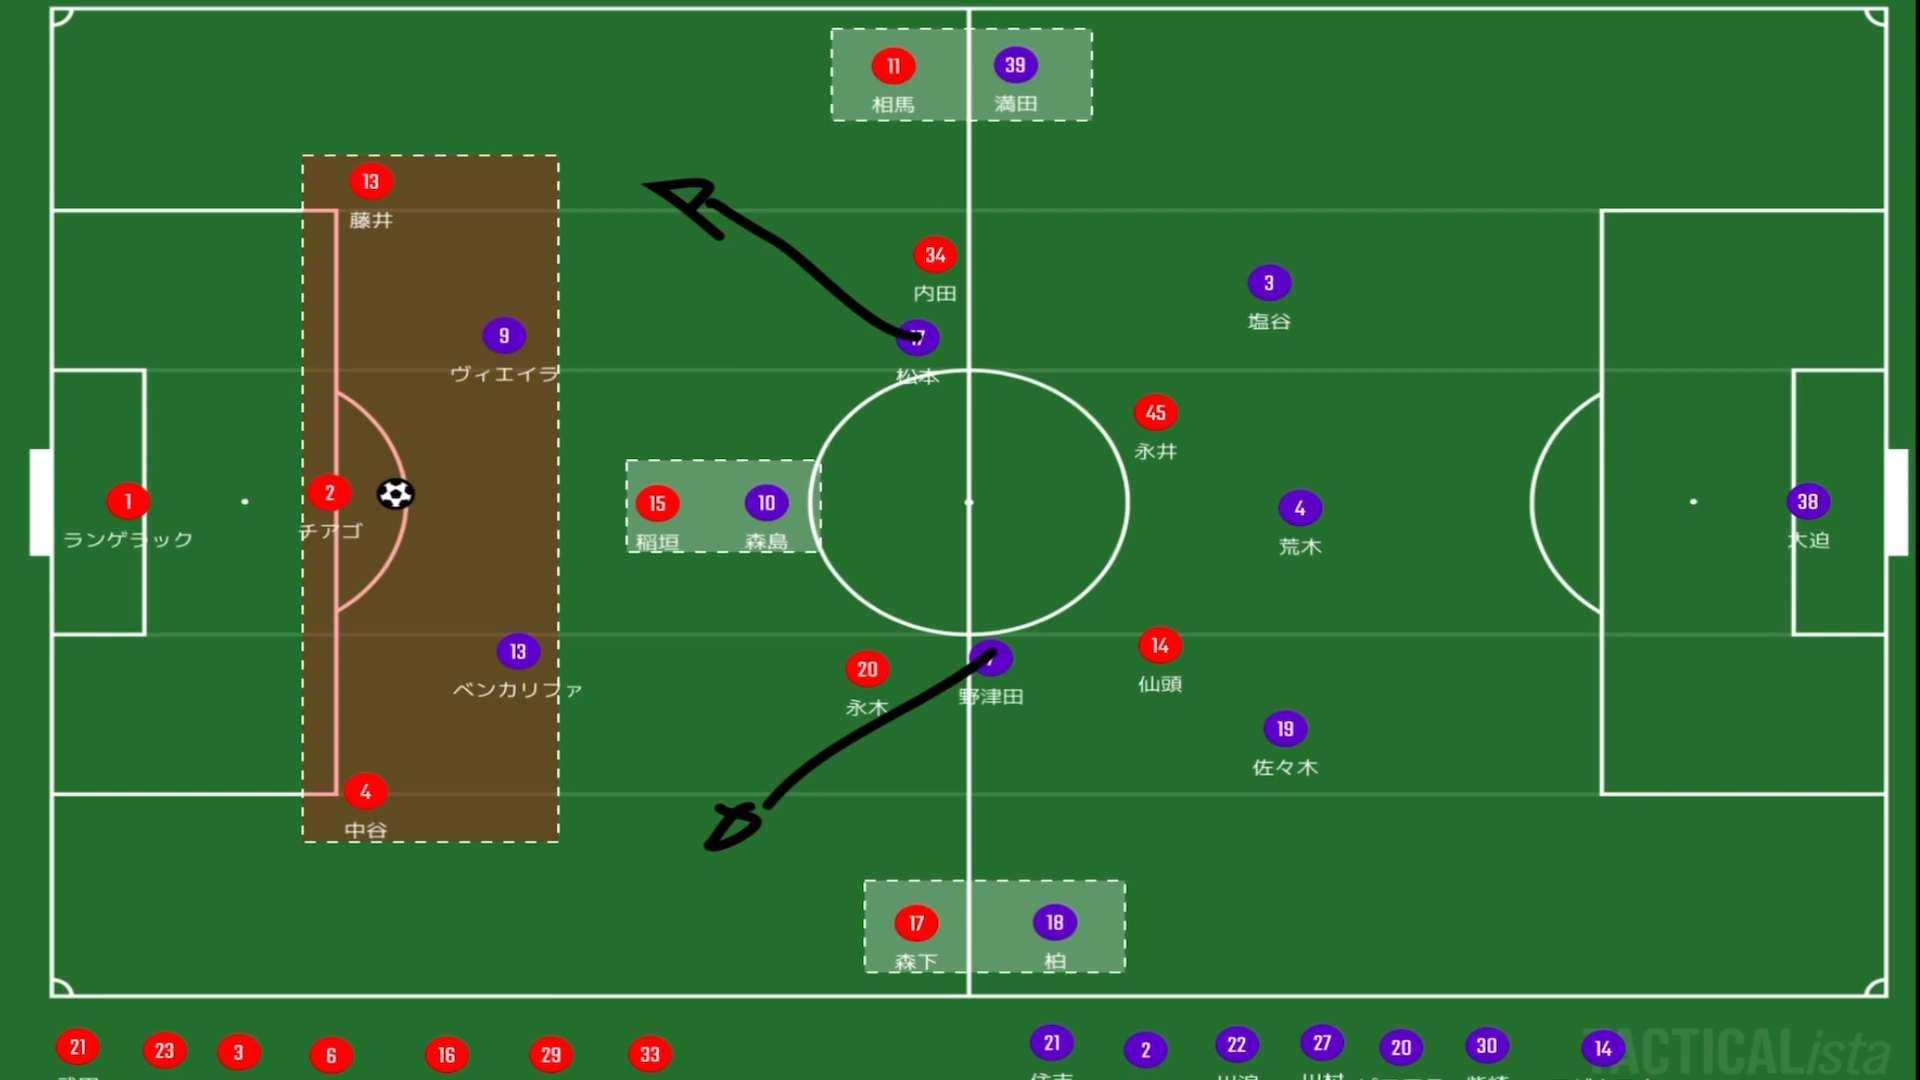 11
相馬
39
満田
13
藤井
34
内田
3
塩谷
9
ヴィエイラ
17
松本
45
永井
1
ランゲラック
2
チアゴ
15
稲垣
10
森島
4
荒木
38
大迫
13
ベンカリファ
20
永木
7
野津田
14
仙頭
19
佐々木
4
中谷
17
森下
18
柏
21
23
3
6
16
29
33
21
2
22
27
20
30
14
TACTICALista